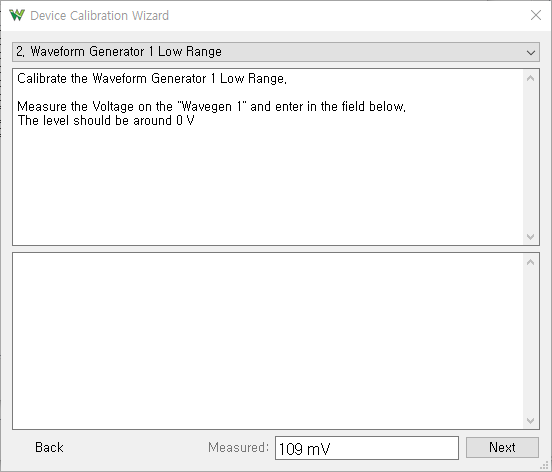 Device Calibration Wizard
2. Waveform Generator 1 Low Range
Calibrate the Waveform Generator 1 Low Range.
Measure the Voltage on the "Wavegen 1" and enter in the field below.
The level should be around 0 V
Back
Measured:
109 mV
Next